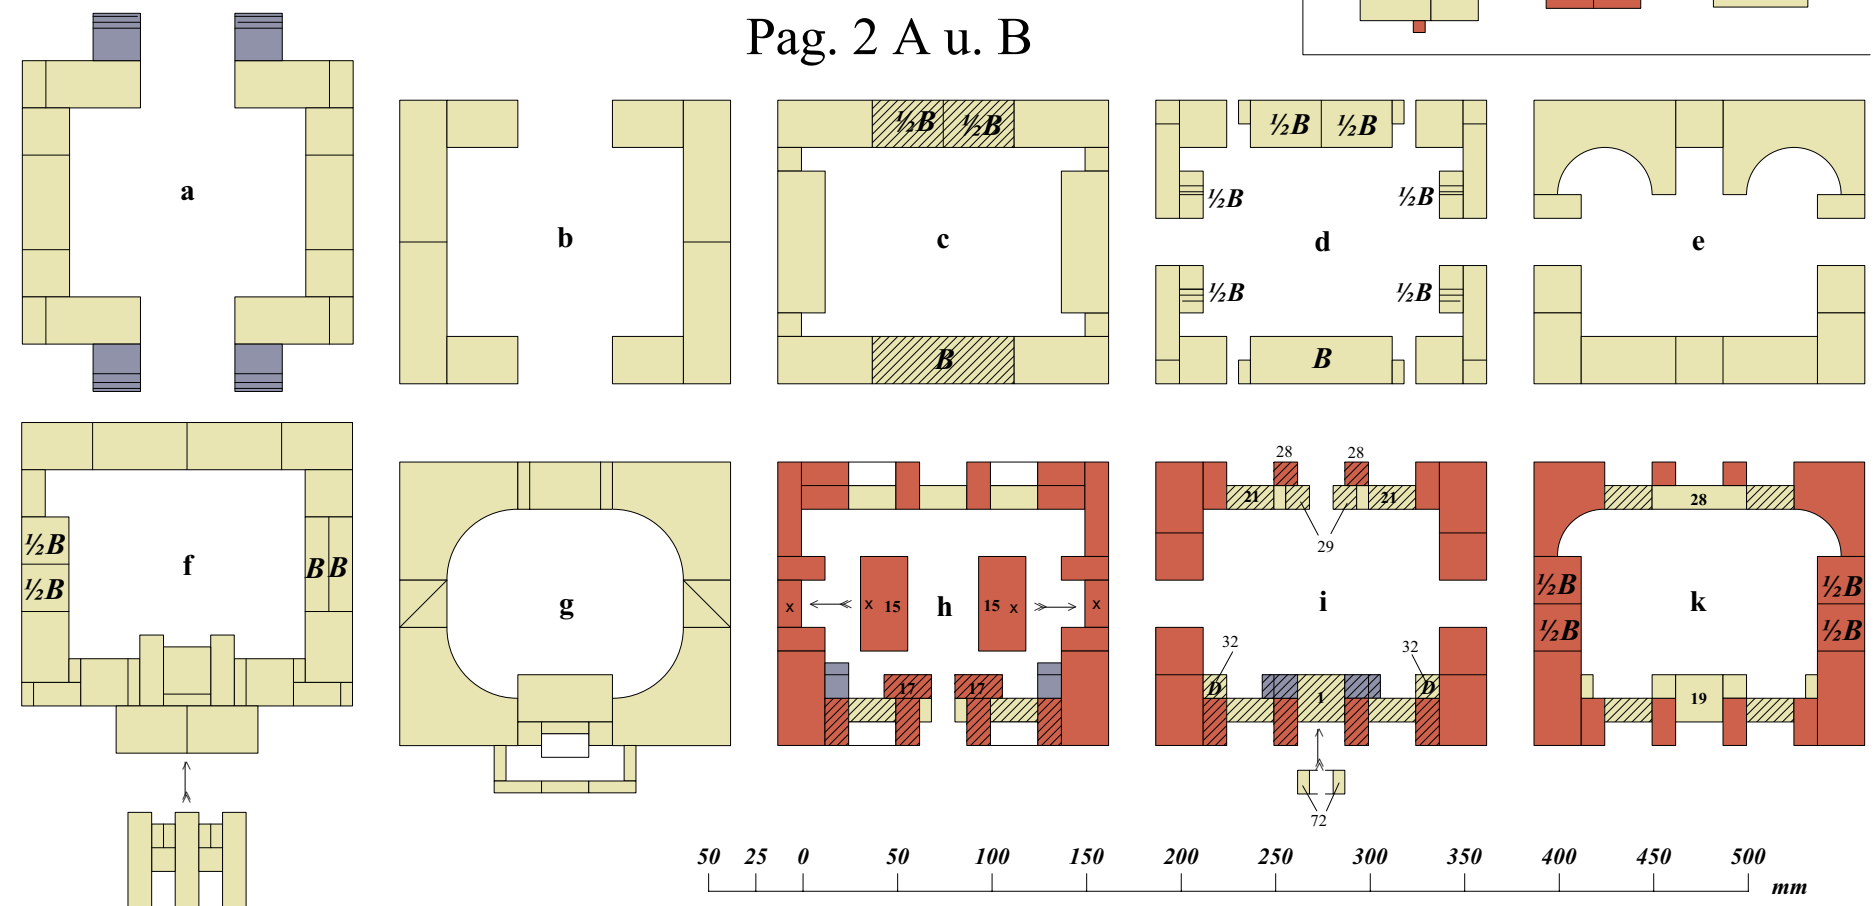 Pag. 2 A u. B
a
b
c
½B ½B
B
d
½B ½B
½B ½B
½B ½B
B
e
f
½B
½B
B B
g
h
x x 15 15 x x
17 17
i
28 28
21 21
29
32 32
D 1 D
72
k
28
½B ½B
½B ½B
19
50 25 0 50 100 150 200 250 300 350 400 450 500
mm